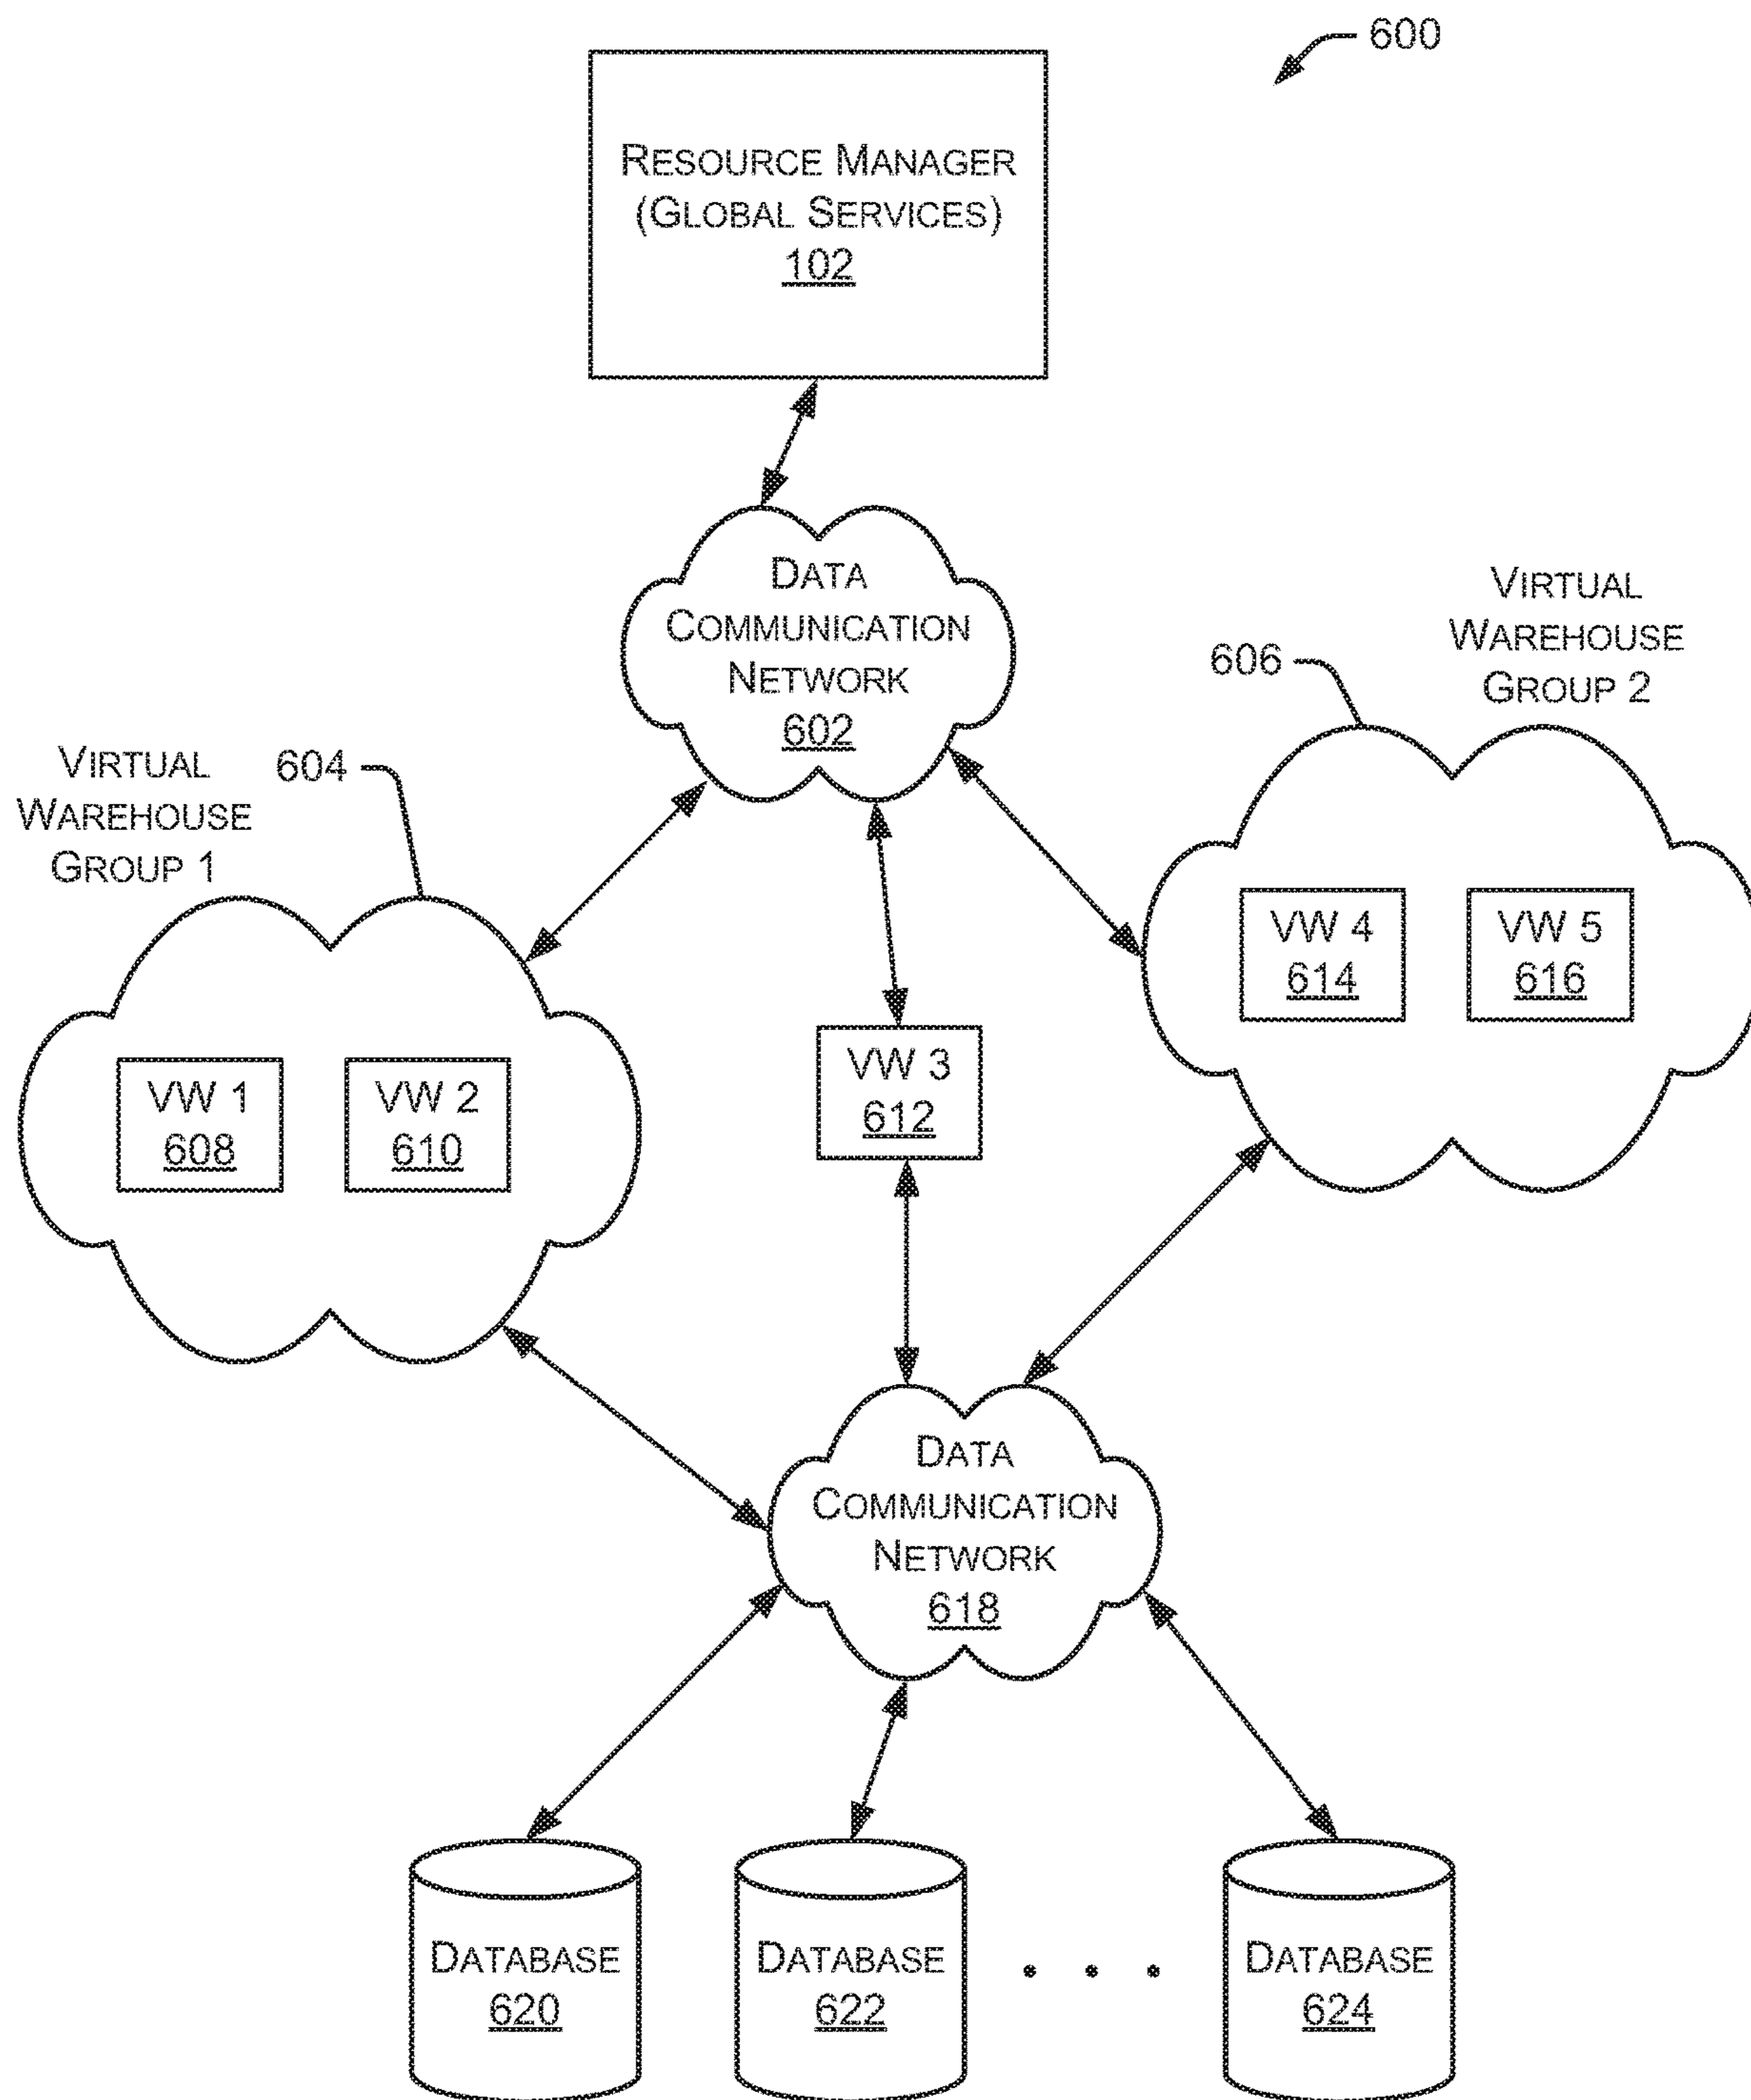 600
RESOURCE MANAGER
(GLOBAL SERVICES)
102
DATA
COMMUNICATION
NETWORK
602
VIRTUAL
WAREHOUSE
GROUP 2
606
VIRTUAL
WAREHOUSE
GROUP 1
604
VW 4
614
VW 5
616
VW 3
612
VW 1
608
VW 2
610
DATA
COMMUNICATION
NETWORK
618
DATABASE
620
DATABASE
622
. . .
DATABASE
624